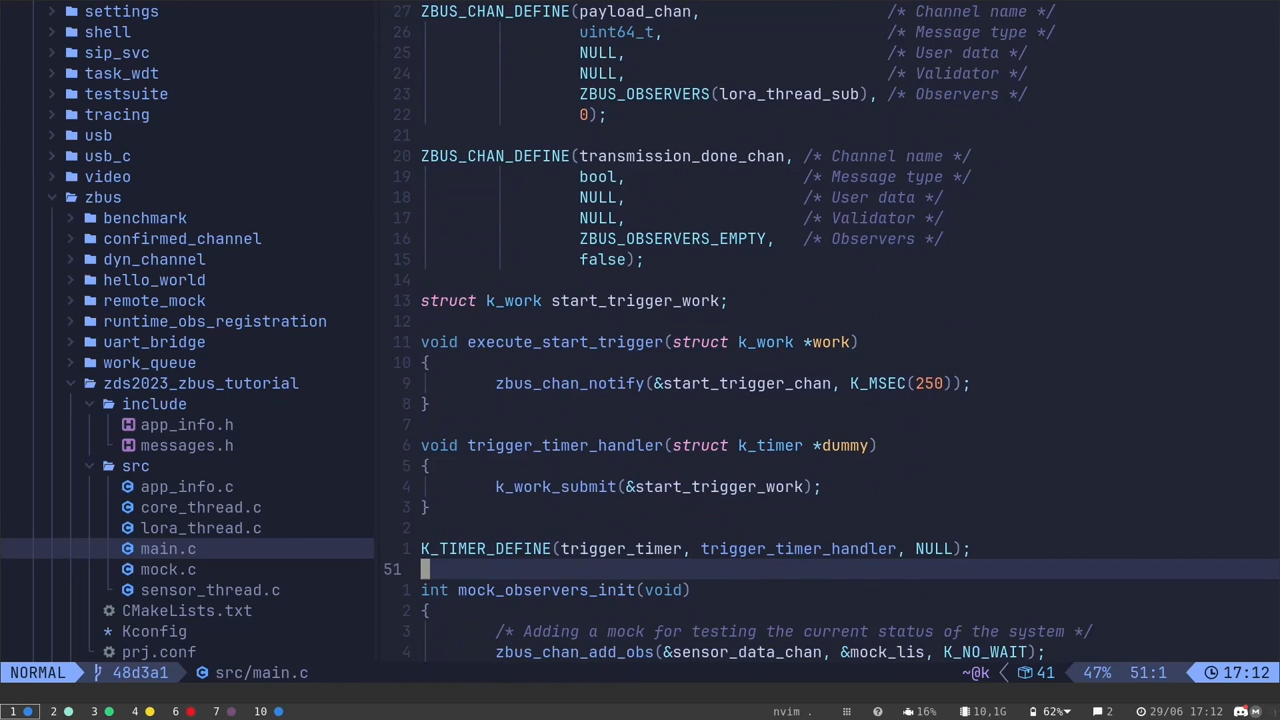 settings
shell
sip_svc
task_wdt
testsuite
tracing
usb
usb_c
video
zbus
benchmark
confirmed_channel
dyn_channel
hello_world
remote_mock
runtime_obs_registration
uart_bridge
work_queue
zds2023_zbus_tutorial
include
app_info.h
messages.h
src
app_info.c
core_thread.c
lora_thread.c
main.c
mock.c
sensor_thread.c
CMakeLists.txt
Kconfig
prj.conf
27 ZBUS_CHAN_DEFINE(payload_chan, /* Channel name */
26 uint64_t, /* Message type */
25 NULL, /* User data */
24 NULL, /* Validator */
23 ZBUS_OBSERVERS(lora_thread_sub), /* Observers */
22 0);
21
20 ZBUS_CHAN_DEFINE(transmission_done_chan, /* Channel name */
19 bool, /* Message type */
18 NULL, /* User data */
17 NULL, /* Validator */
16 ZBUS_OBSERVERS_EMPTY, /* Observers */
15 false);
14
13 struct k_work start_trigger_work;
12
11 void execute_start_trigger(struct k_work *work)
10 {
9 zbus_chan_notify(&start_trigger_chan, K_MSEC(250));
8 }
7
6 void trigger_timer_handler(struct k_timer *dummy)
5 {
4 k_work_submit(&start_trigger_work);
3 }
2
1 K_TIMER_DEFINE(trigger_timer, trigger_timer_handler, NULL);
51
1 int mock_observers_init(void)
2 {
3 /* Adding a mock for testing the current status of the system */
4 zbus_chan_add_obs(&sensor_data_chan, &mock_lis, K_NO_WAIT);
NORMAL 48d3a1 src/main.c ~@k 41 47% 51:1 17:12
1 2 3 4 6 7 10 nvim . 16% 10,1G 62% 2 29/06 17:12